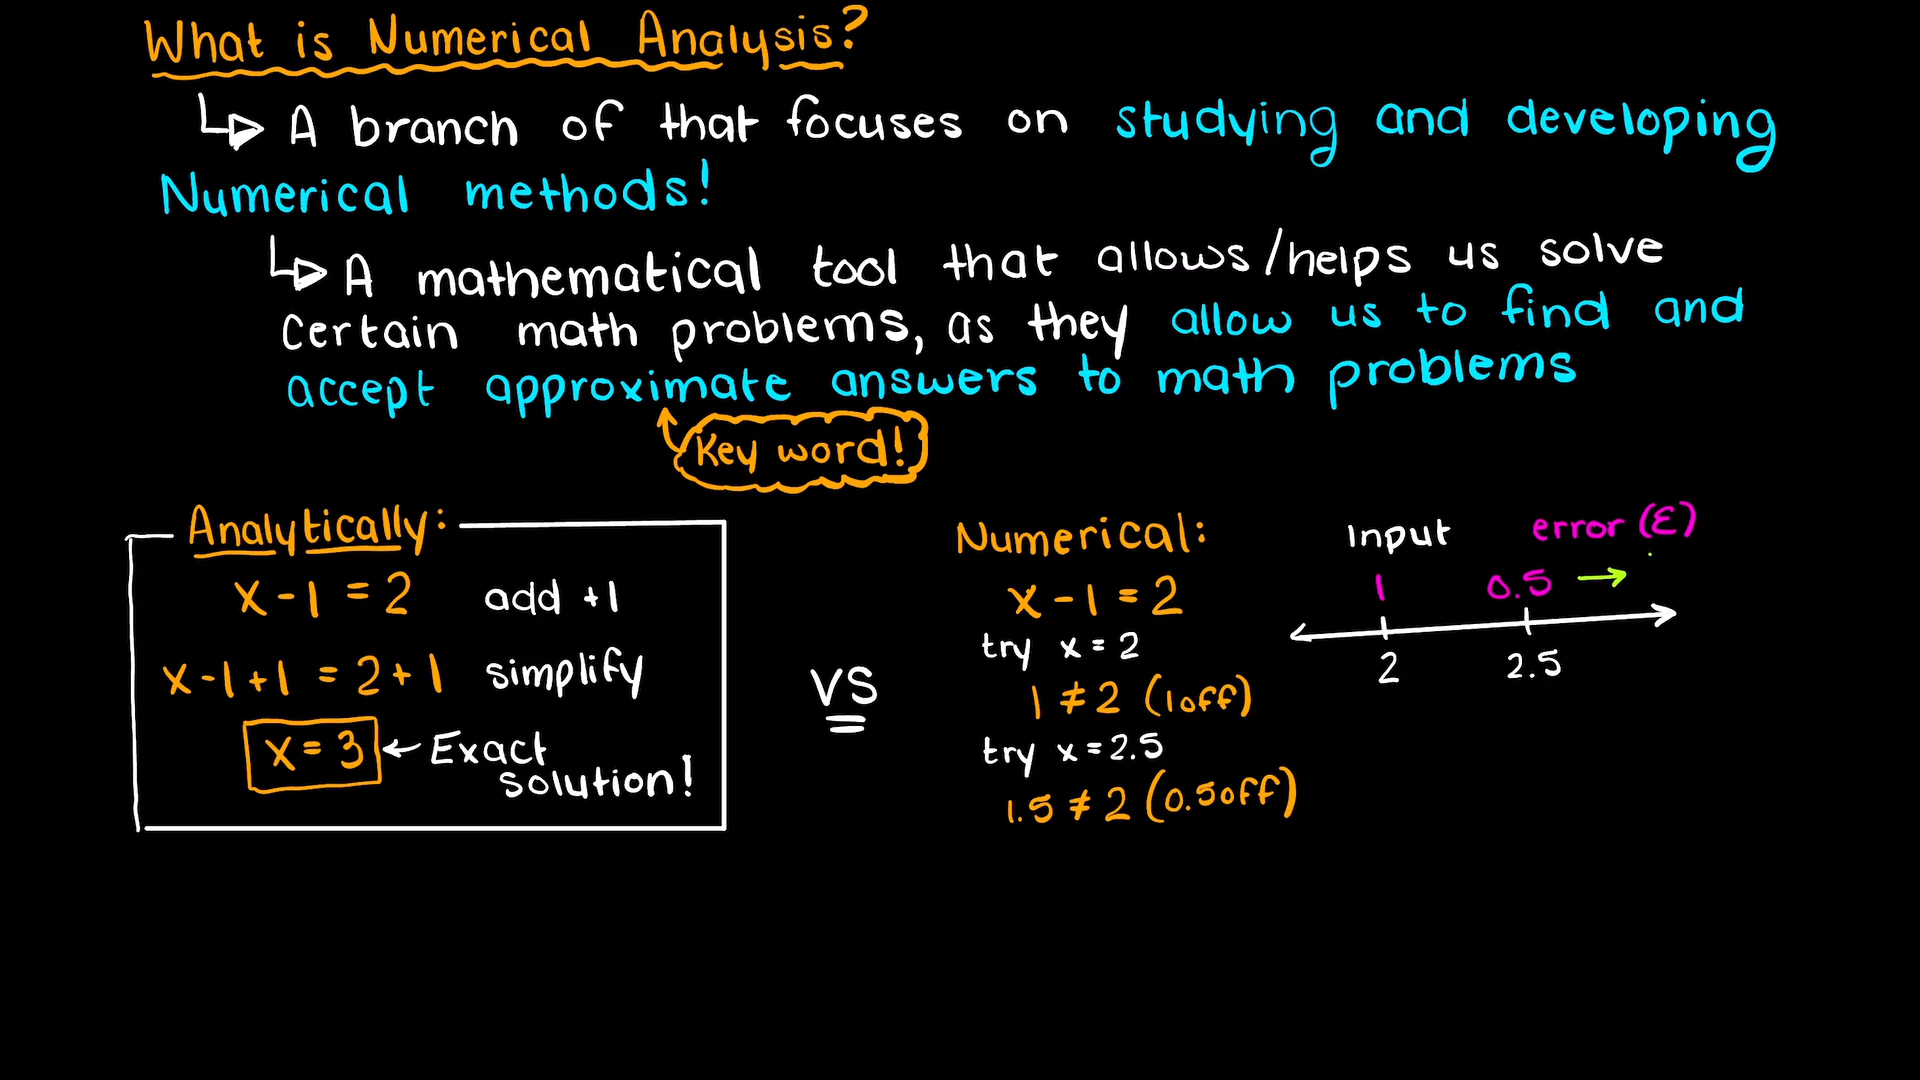 What is Numerical Analysis?
A branch of that focuses on studying and developing
Numerical methods!
A mathematical tool that allows/helps us solve
certain math problems, as they allow us to find and
accept approximate answers to math problems
Key word!
Analytically:
x - 1 = 2 add +1
x - 1 + 1 = 2 + 1 simplify
x = 3 ← Exact
solution!
VS
Numerical:
x - 1 = 2
try x = 2
1 ≠ 2 (1off)
try x = 2.5
1.5 ≠ 2 (0.5off)
Input error (ε)
1 0.5 →
2 2.5